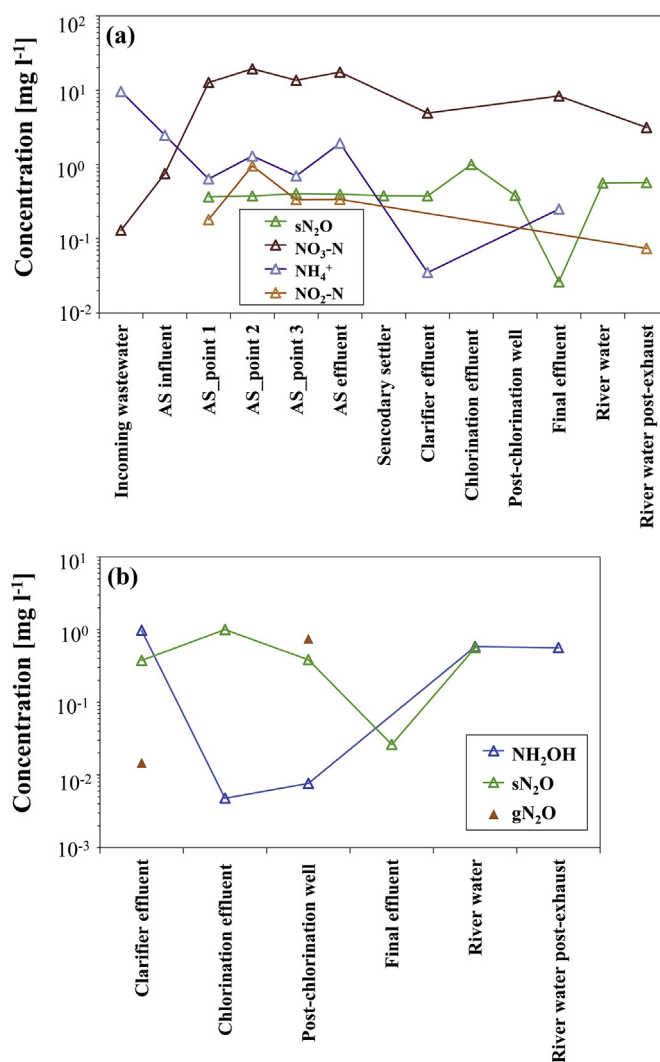 (a)
Concentration [mg l⁻¹]
10²
10¹
10⁰
10⁻¹
10⁻²
sN₂O
NO₃-N
NH₄⁺
NO₂-N
Incoming wastewater
AS influent
AS_point 1
AS_point 2
AS_point 3
AS effluent
Sencodary settler
Clarifier effluent
Chlorination effluent
Post-chlorination well
Final effluent
River water
River water post-exhaust
(b)
Concentration [mg l⁻¹]
10¹
10⁰
10⁻¹
10⁻²
10⁻³
NH₂OH
sN₂O
gN₂O
Clarifier effluent
Chlorination effluent
Post-chlorination well
Final effluent
River water
River water post-exhaust